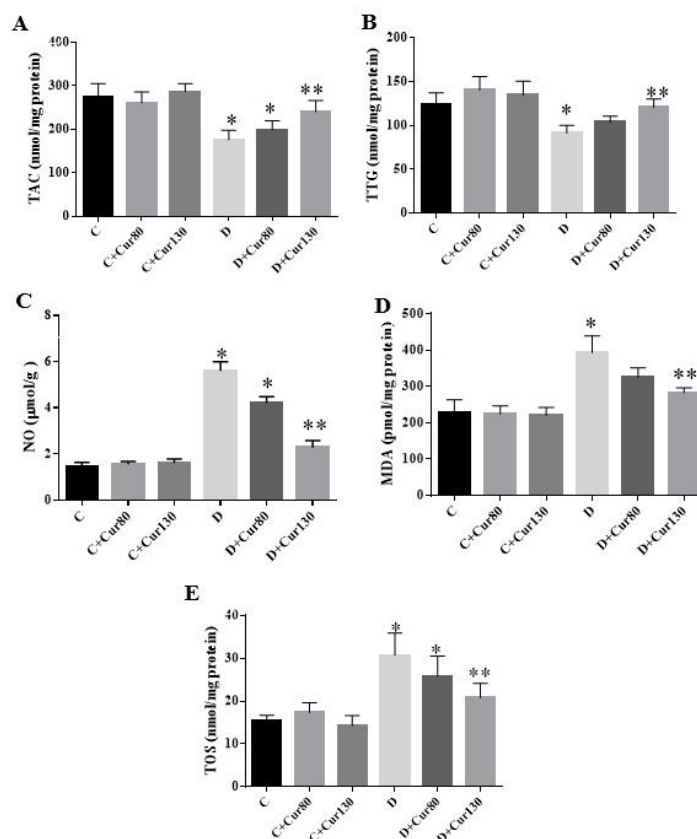 A
TAC (nmol/mg protein)
400
300
200
100
0
* * **
C C+Cur80 C+Cur130 D D+Cur80 D+Cur130
B
TTG (nmol/mg protein)
200
150
100
50
0
* **
C C+Cur80 C+Cur130 D D+Cur80 D+Cur130
C
NO (µmol/g)
8
6
4
2
0
* * **
C C+Cur80 C+Cur130 D D+Cur80 D+Cur130
D
MDA (pmol/mg protein)
500
400
300
200
100
0
* **
C C+Cur80 C+Cur130 D D+Cur80 D+Cur130
E
TOS (nmol/mg protein)
40
30
20
10
0
* * **
C C+Cur80 C+Cur130 D D+Cur80 D+Cur130